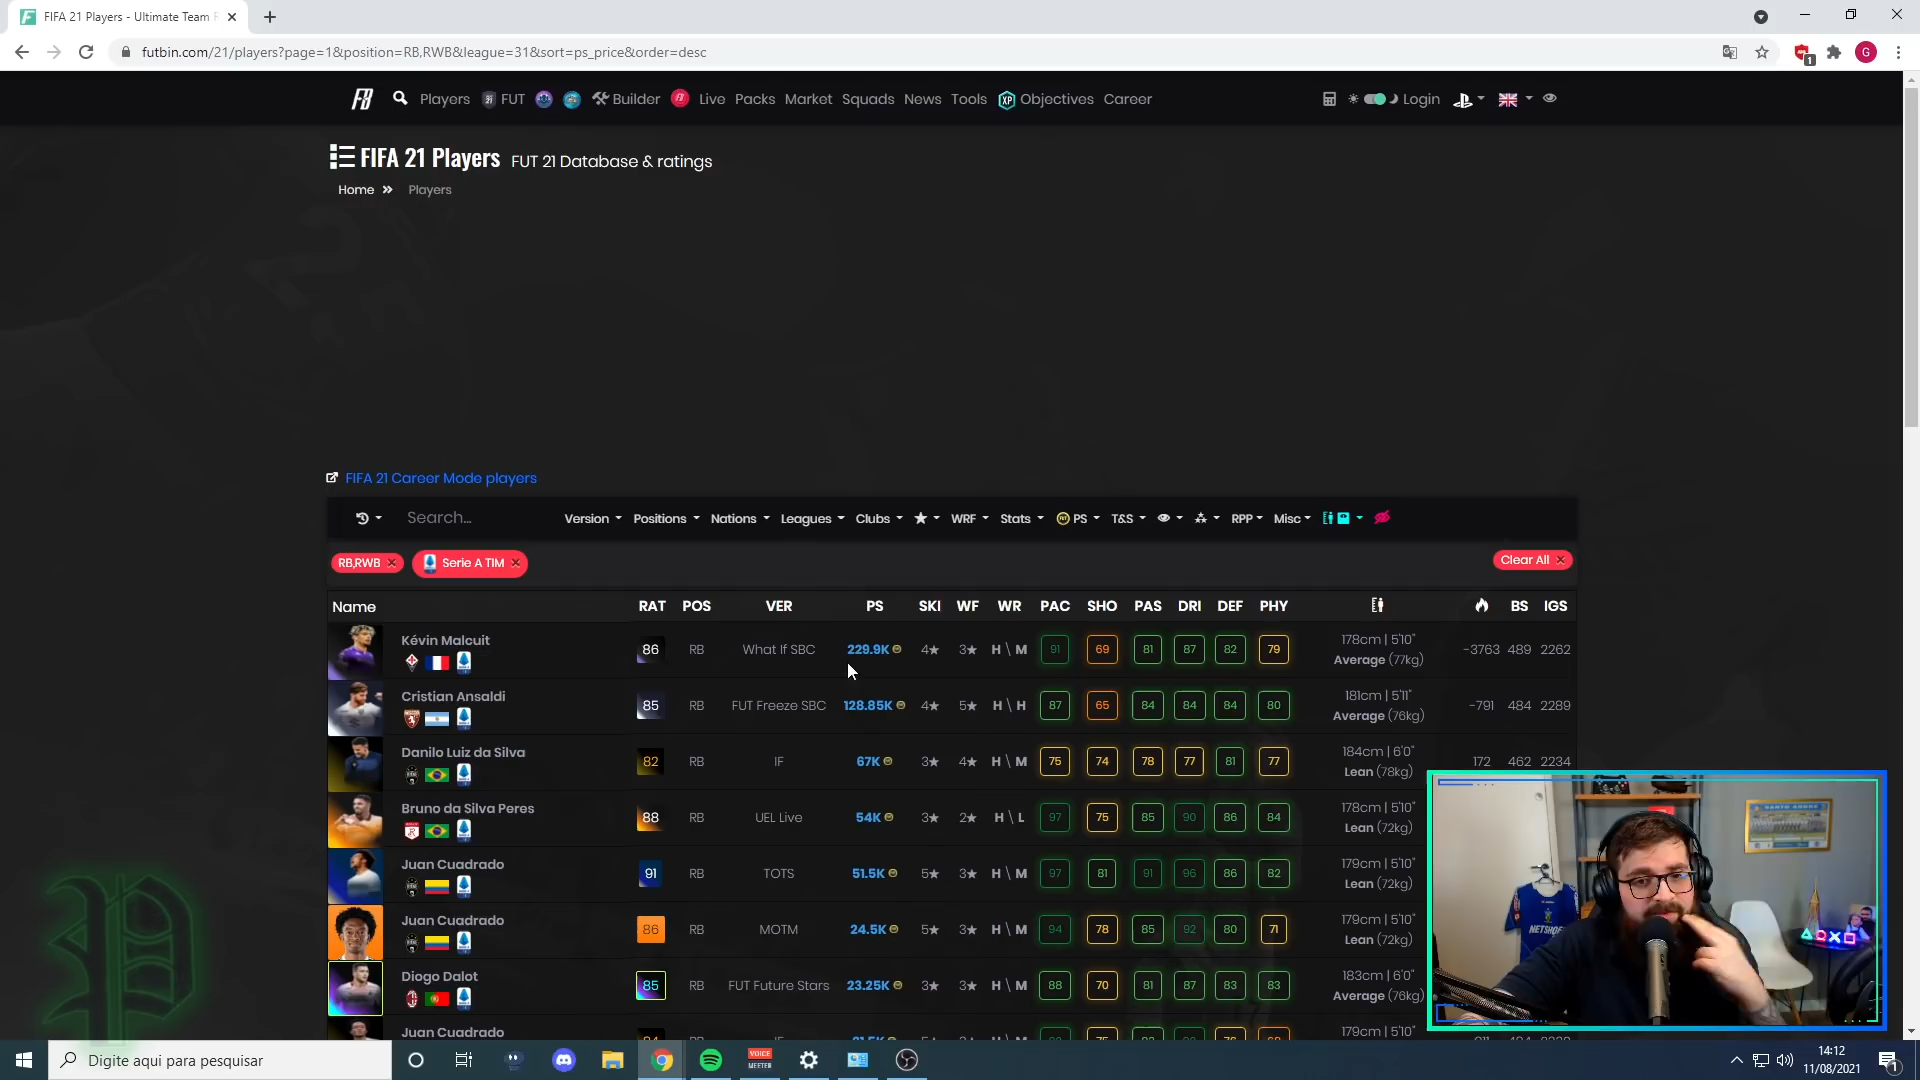 FIFA 21 Players - Ultimate Team
futbin.com/21/players?page=1&position=RB,RWB&league=31&sort=ps_price&order=desc
Players FUT Builder Live Packs Market Squads News Tools XP Objectives Career Login
FIFA 21 Players FUT 21 Database & ratings
Home » Players
FIFA 21 Career Mode players
Search... Version Positions Nations Leagues Clubs WRF Stats PS T&S RPP Misc
RB,RWB × Serie A TIM × Clear All ×
Name RAT POS VER PS SKI WF WR PAC SHO PAS DRI DEF PHY BS IGS
Kévin Malcuit 86 RB What If SBC 229.9K 4★ 3★ H \ M 91 69 81 87 82 79 178cm | 5'10" Average (77kg) -3763 489 2262
Cristian Ansaldi 85 RB FUT Freeze SBC 128.85K 4★ 5★ H \ H 87 65 84 84 84 80 181cm | 5'11" Average (76kg) -791 484 2289
Danilo Luiz da Silva 82 RB IF 67K 3★ 4★ H \ M 75 74 78 77 81 77 184cm | 6'0" Lean (78kg) 172 462 2234
Bruno da Silva Peres 88 RB UEL Live 54K 3★ 2★ H \ L 97 75 85 90 86 84 178cm | 5'10" Lean (72kg)
Juan Cuadrado 91 RB TOTS 51.5K 5★ 3★ H \ M 97 81 91 96 86 82 179cm | 5'10" Lean (72kg)
Juan Cuadrado 86 RB MOTM 24.5K 5★ 3★ H \ M 94 78 85 92 80 71 179cm | 5'10" Lean (72kg)
Diogo Dalot 85 RB FUT Future Stars 23.25K 3★ 3★ H \ M 88 70 81 87 83 83 183cm | 6'0" Average (76kg)
Juan Cuadrado 179cm | 5'10"
P
Digite aqui para pesquisar
VOICE MEETER
14:12
11/08/2021